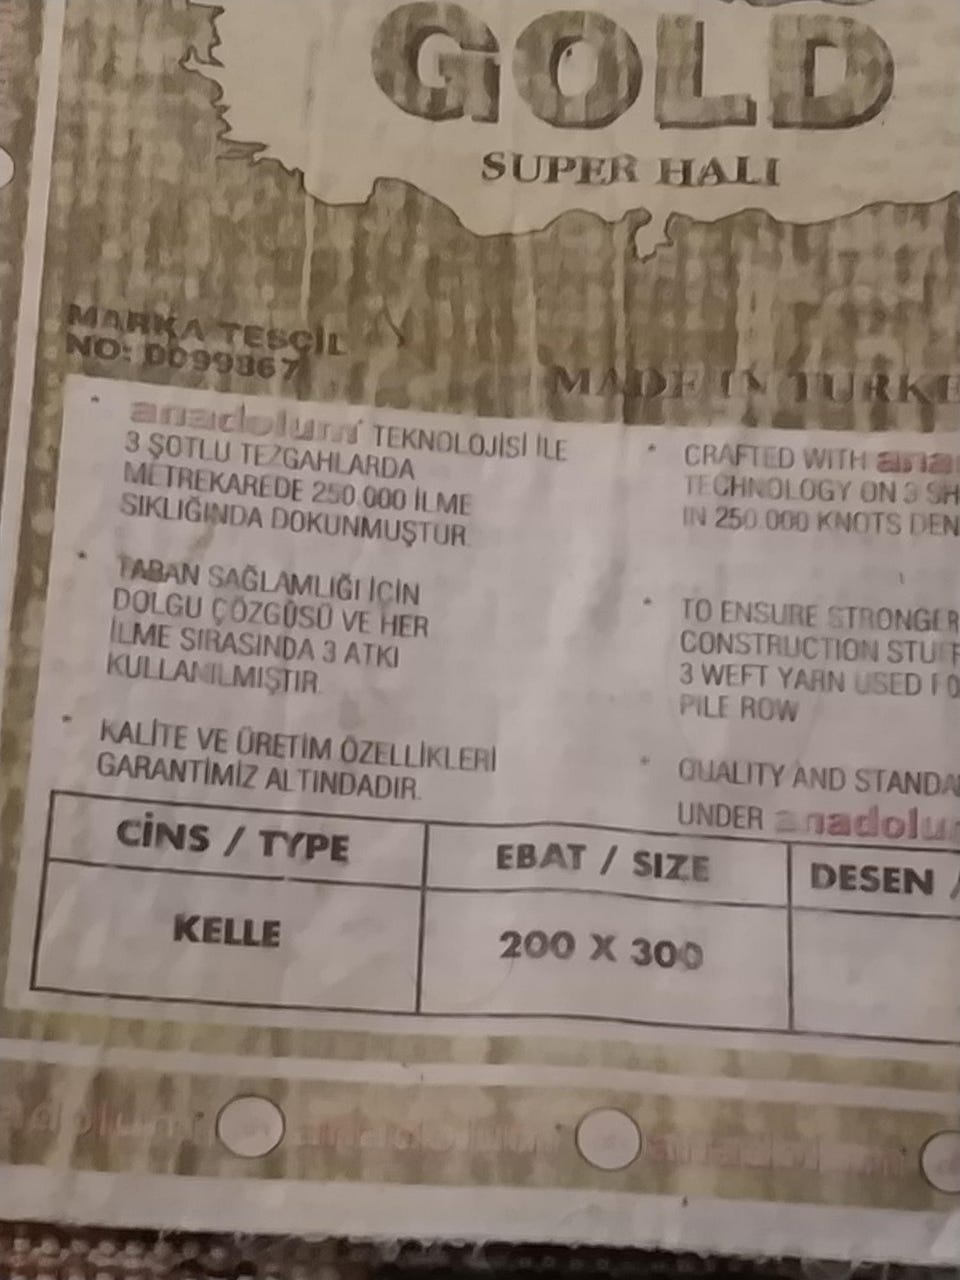 GOLD
SUPER HALI
MARKA TESCİL
NO: 0099867
MADE IN TURKE
* anadolum TEKNOLOJİSİ İLE
3 ŞOTLU TEZGAHLARDA
METREKAREDE 250.000 İLME
SIKLIĞINDA DOKUNMUŞTUR.
* TABAN SAĞLAMLIĞI İÇİN
DOLGU ÇÖZGÜSÜ VE HER
İLME SIRASINDA 3 ATKI
KULLANILMIŞTIR.
* KALİTE VE ÜRETİM ÖZELLİKLERİ
GARANTİMİZ ALTINDADIR.
* CRAFTED WITH ana
TECHNOLOGY ON 3 SH
IN 250.000 KNOTS DEN
* TO ENSURE STRONGER
CONSTRUCTION STUFF
3 WEFT YARN USED FO
PILE ROW
* QUALITY AND STANDA
UNDER anadolu
CİNS / TYPE EBAT / SIZE DESEN /
KELLE 200 X 300
anadolum anadolum